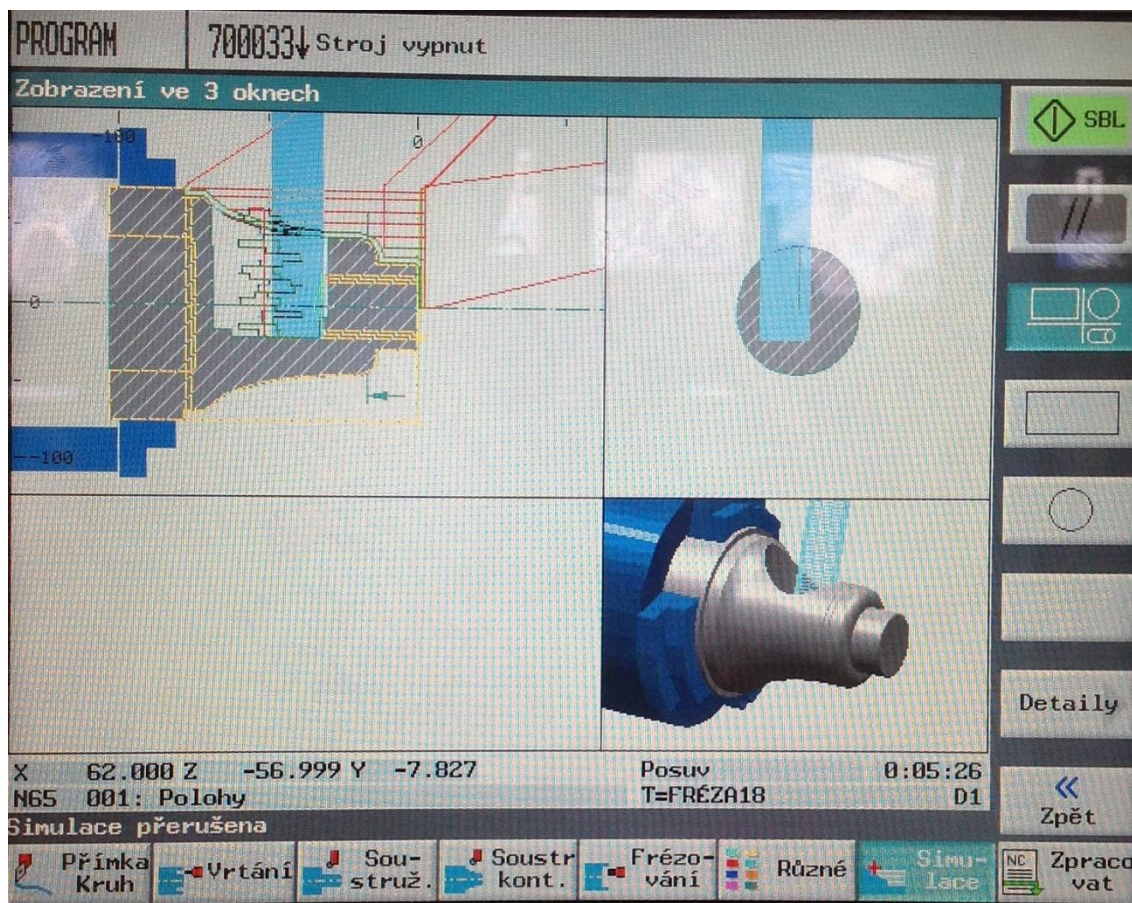 PROGRAM
700033↓ Stroj vypnut
Zobrazení ve 3 oknech
SBL
-100
0
0
-100
Detaily
X 62.000 Z -56.999 Y -7.827
Posuv 0:05:26
N65 001: Polohy
T=FRÉZA18 D1
Zpět
Simulace přerušena
Přímka
Kruh
Vrtání
Sou-
struž.
Soustr
kont.
Frézo-
vání
Různé
Simu-
lace
NC
Zpraco
vat